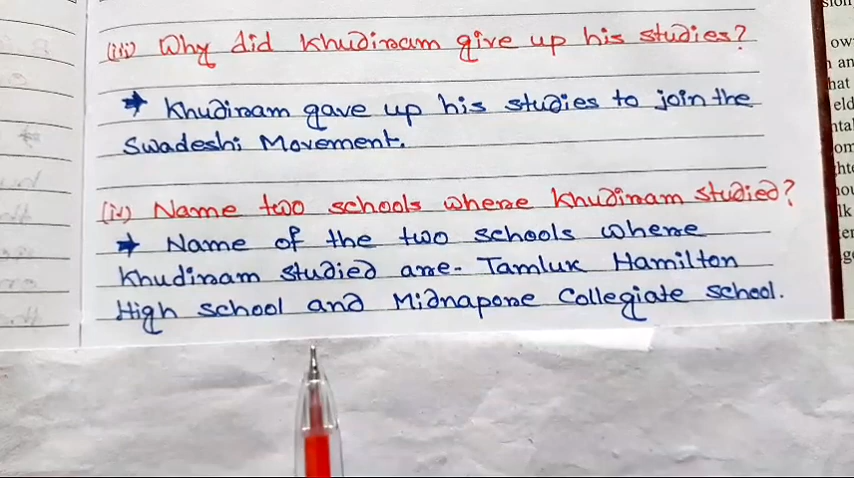 (iii) Why did Khudiram give up his studies?
→ Khudiram gave up his studies to join the
Swadeshi Movement.
(iv) Name two schools where Khudiram studied?
→ Name of the two schools where
Khudiram studied are- Tamluk Hamilton
High school and Midnapore Collegiate school.